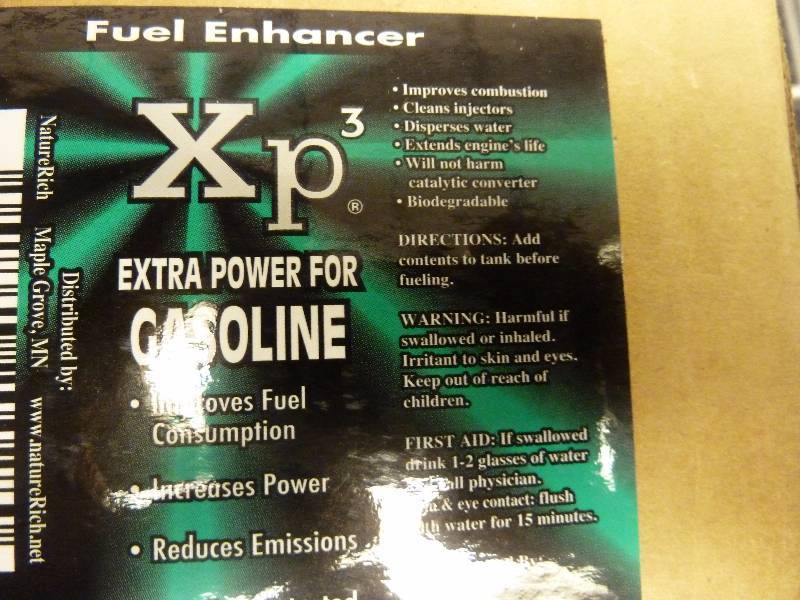 Fuel Enhancer
Xp3®
EXTRA POWER FOR
GASOLINE
• Improves Fuel
Consumption
• Increases Power
• Reduces Emissions
• Improves combustion
• Cleans injectors
• Disperses water
• Extends engine's life
• Will not harm
catalytic converter
• Biodegradable
DIRECTIONS: Add
contents to tank before
fueling.
WARNING: Harmful if
swallowed or inhaled.
Irritant to skin and eyes.
Keep out of reach of
children.
FIRST AID: If swallowed
drink 1-2 glasses of water
physician.
& eye contact: flush
water for 15 minutes.
By:
Distributed by:
NatureRich Maple Grove, MN www.natureRich.net